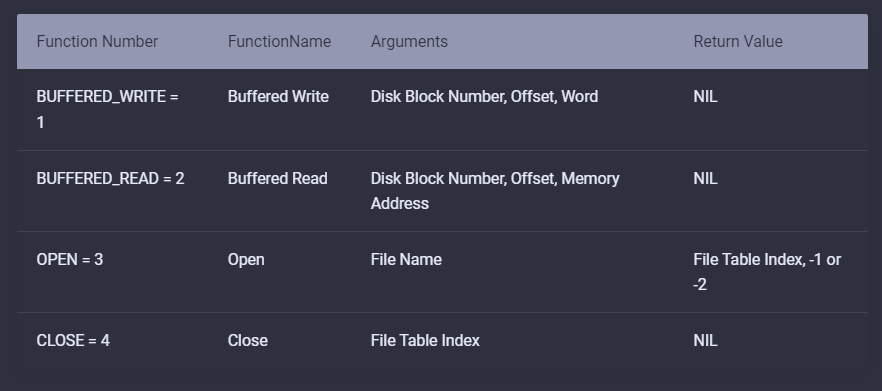 Function Number FunctionName Arguments Return Value
BUFFERED_WRITE = Buffered Write Disk Block Number, Offset, Word NIL
1
BUFFERED_READ = 2 Buffered Read Disk Block Number, Offset, Memory NIL
Address
OPEN = 3 Open File Name File Table Index, -1 or
-2
CLOSE = 4 Close File Table Index NIL